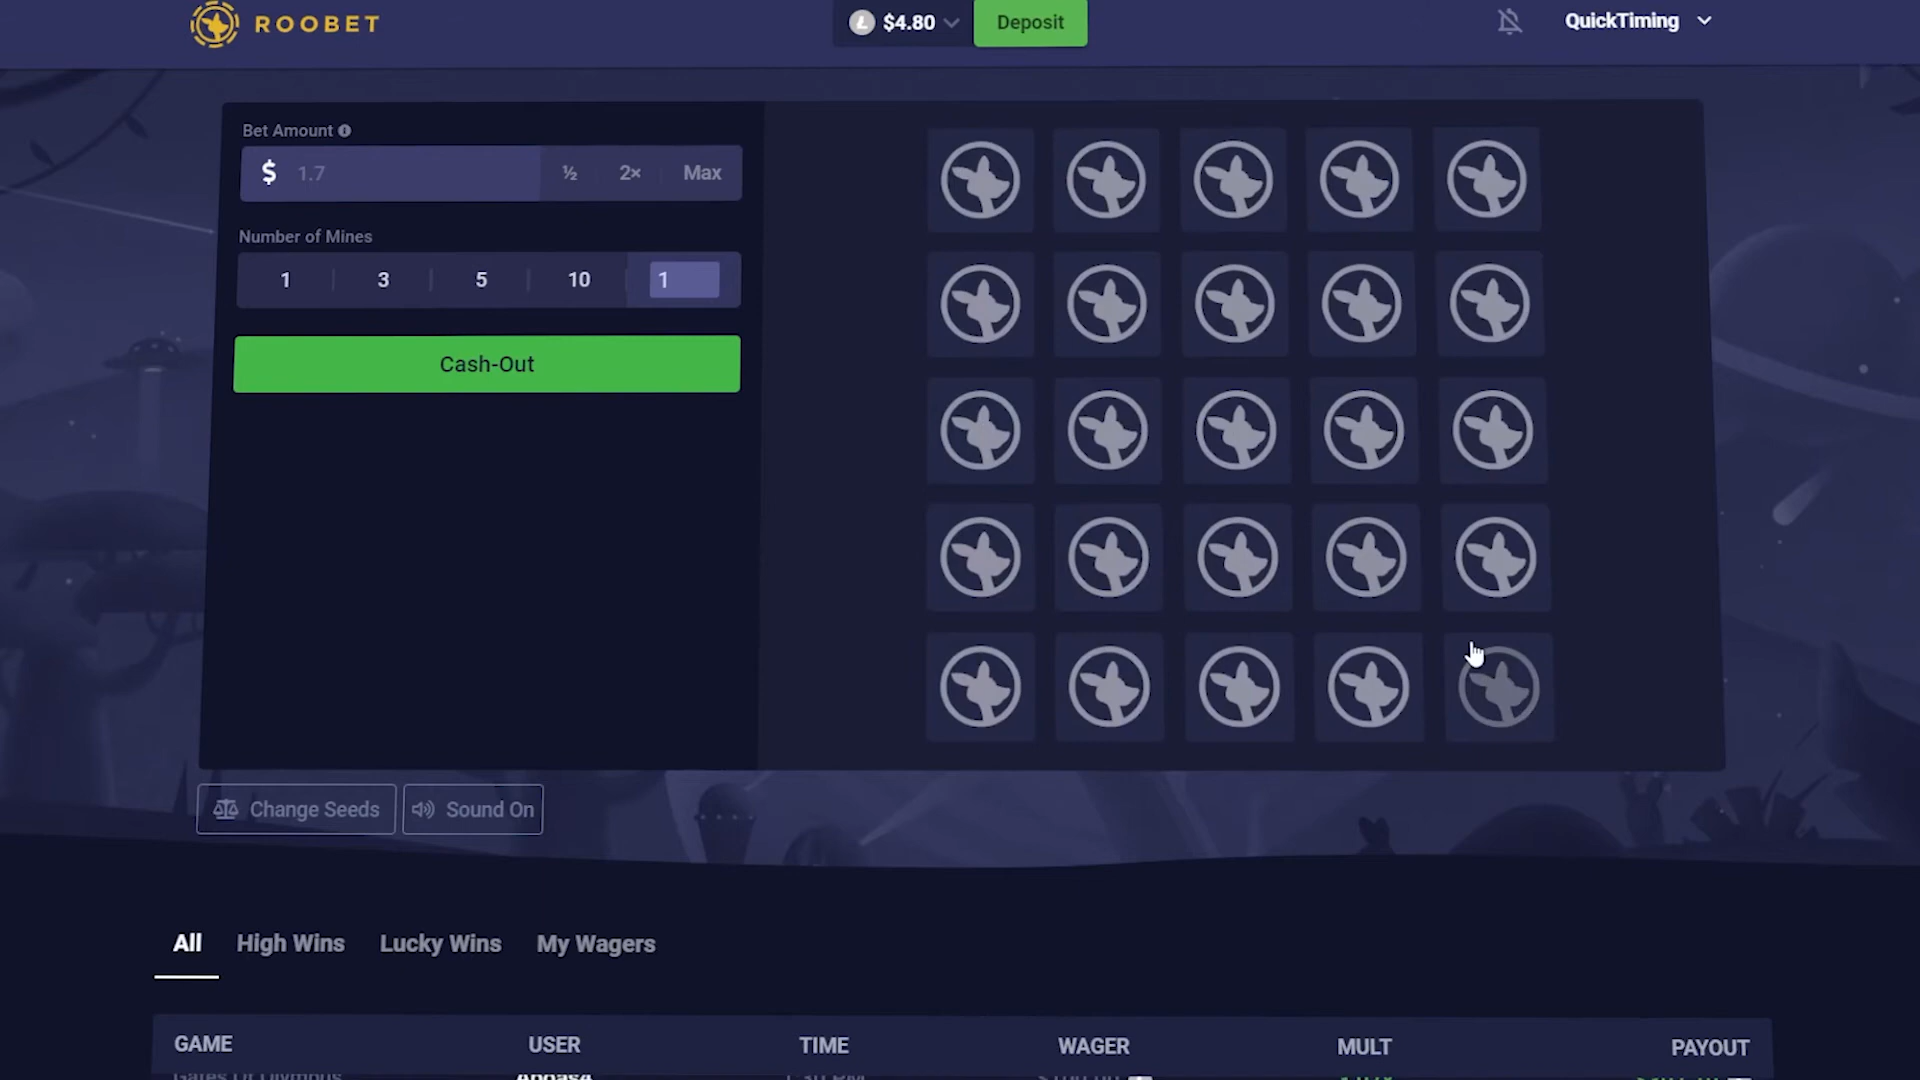 ROOBET
$4.80
Deposit
QuickTiming
Bet Amount
$ 1.7 ½ 2× Max
Number of Mines
1 3 5 10 1
Cash-Out
Change Seeds
Sound On
All High Wins Lucky Wins My Wagers
GAME USER TIME WAGER MULT PAYOUT